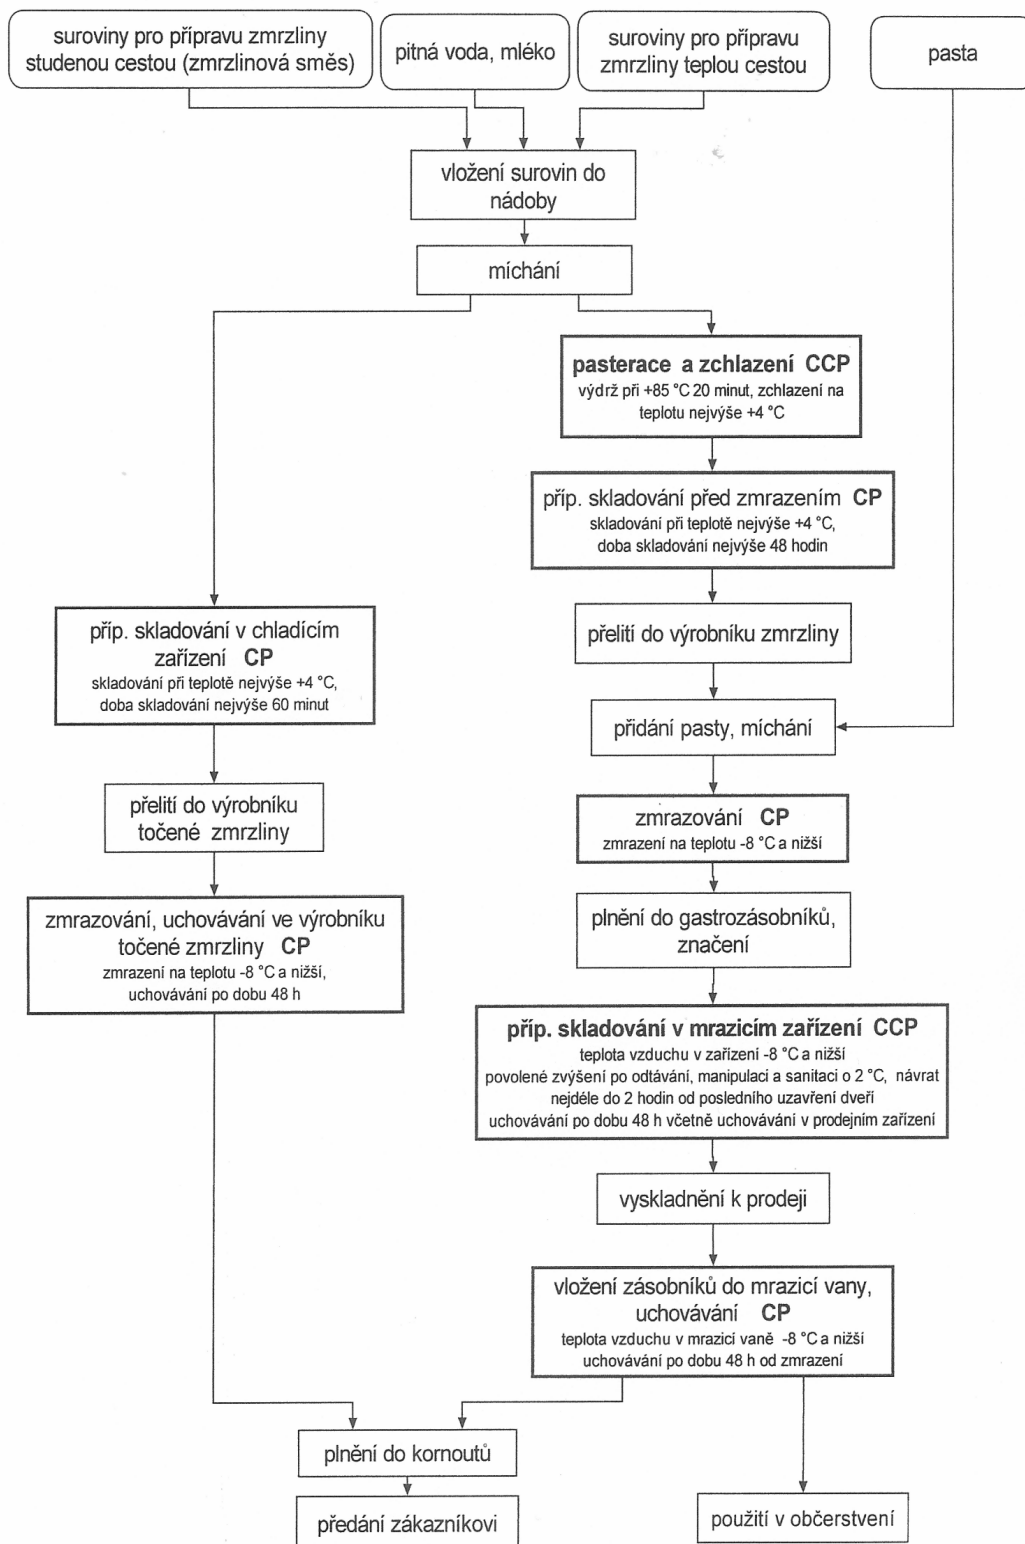 suroviny pro přípravu zmrzliny
studenou cestou (zmrzlinová směs)
pitná voda, mléko
suroviny pro přípravu
zmrzliny teplou cestou
pasta
vložení surovin do
nádoby
míchání
pasterace a zchlazení CCP
výdrž při +85 °C 20 minut, zchlazení na
teplotu nejvýše +4 °C
příp. skladování před zmrazením CP
skladování při teplotě nejvýše +4 °C,
doba skladování nejvýše 48 hodin
příp. skladování v chladícím
zařízení CP
skladování při teplotě nejvýše +4 °C,
doba skladování nejvýše 60 minut
přelití do výrobníku zmrzliny
přidání pasty, míchání
přelití do výrobníku
točené zmrzliny
zmrazování CP
zmrazení na teplotu -8 °C a nižší
zmrazování, uchovávání ve výrobníku
točené zmrzliny CP
zmrazení na teplotu -8 °C a nižší,
uchovávání po dobu 48 h
plnění do gastrozásobníků,
značení
příp. skladování v mrazicím zařízení CCP
teplota vzduchu v zařízení -8 °C a nižší
povolené zvýšení po odtávání, manipulaci a sanitaci o 2 °C, návrat
nejdéle do 2 hodin od posledního uzavření dveří
uchovávání po dobu 48 h včetně uchovávání v prodejním zařízení
vyskladnění k prodeji
vložení zásobníků do mrazicí vany,
uchovávání CP
teplota vzduchu v mrazicí vaně -8 °C a nižší
uchovávání po dobu 48 h od zmrazení
plnění do kornoutů
předání zákazníkovi
použití v občerstvení